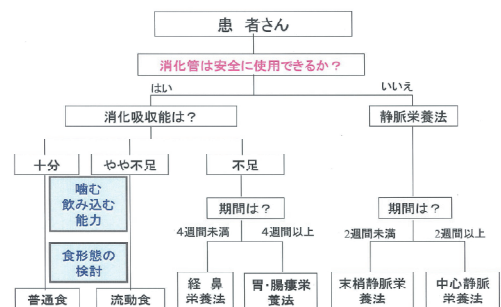 患 者さん
消化管は安全に使用できるか？
はい
いいえ
消化吸収能は？
静脈栄養法
十分
やや不足
不足
噛む
飲み込む
能力
期間は？
期間は？
4週間未満
4週間以上
2週間未満
2週間以上
食形態の
検討
普通食
流動食
経 鼻
栄養法
胃・腸瘻栄
養法
末梢静脈栄
養法
中心静脈
栄養法